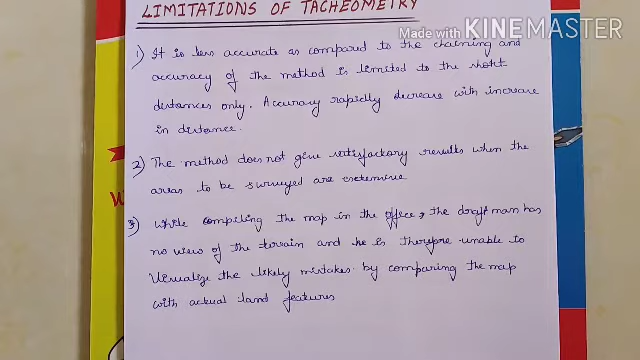 LIMITATIONS OF TACHEOMETRY
Made with KINEMASTER
1) It is less accurate as compared to the chaining and
accuracy of the method is limited to the short
distances only. Accuracy rapidly decrease with increase
in distance.
2) The method does not give satisfactory results when the
areas to be surveyed are extensive
3) While compiling the map in the office, the draft man has
no view of the terrain and he is therefore unable to
Visualize the likely mistakes by comparing the map
with actual land features